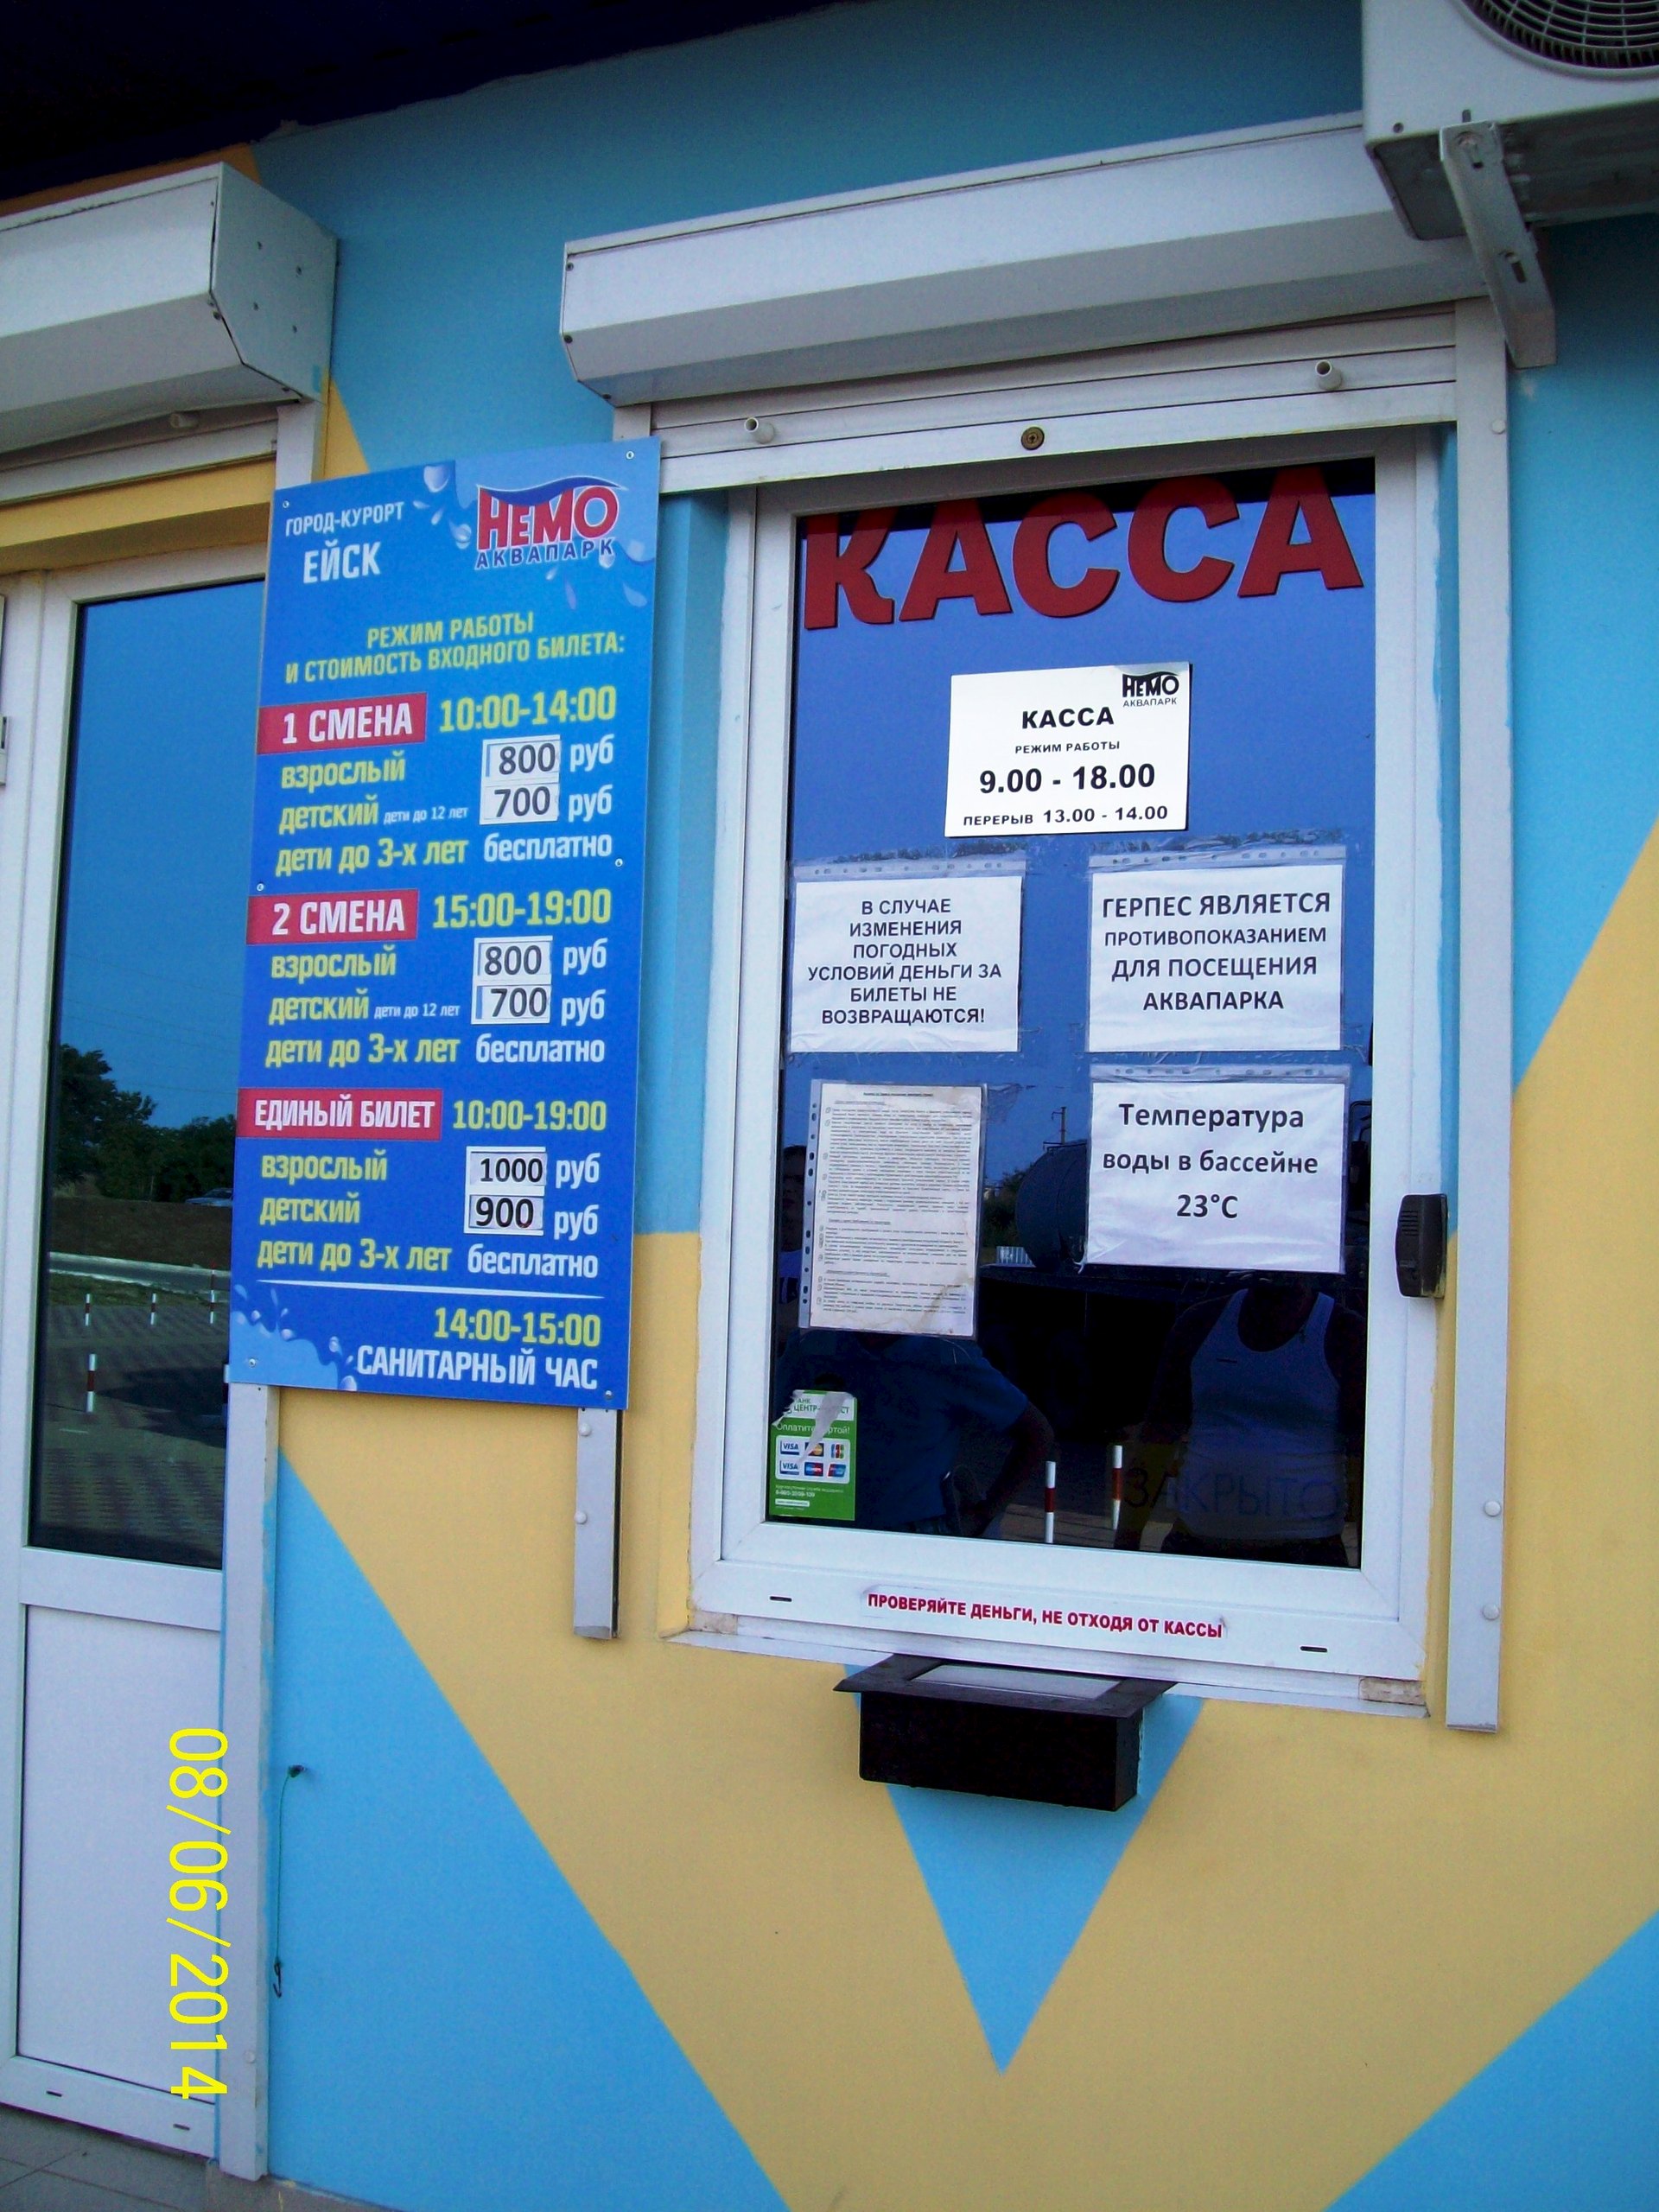 ГОРОД-КУРОРТ
ЕЙСК
НЕМО
АКВАПАРК
РЕЖИМ РАБОТЫ
И СТОИМОСТЬ ВХОДНОГО БИЛЕТА:
1 СМЕНА 10:00-14:00
взрослый 800 руб
детский дети до 12 лет 700 руб
дети до 3-х лет бесплатно
2 СМЕНА 15:00-19:00
взрослый 800 руб
детский дети до 12 лет 700 руб
дети до 3-х лет бесплатно
ЕДИНЫЙ БИЛЕТ 10:00-19:00
взрослый 1000 руб
детский 900 руб
дети до 3-х лет бесплатно
14:00-15:00
САНИТАРНЫЙ ЧАС
КАССА
НЕМО
АКВАПАРК
КАССА
РЕЖИМ РАБОТЫ
9.00 - 18.00
ПЕРЕРЫВ 13.00 - 14.00
В СЛУЧАЕ
ИЗМЕНЕНИЯ
ПОГОДНЫХ
УСЛОВИЙ ДЕНЬГИ ЗА
БИЛЕТЫ НЕ
ВОЗВРАЩАЮТСЯ!
ГЕРПЕС ЯВЛЯЕТСЯ
ПРОТИВОПОКАЗАНИЕМ
ДЛЯ ПОСЕЩЕНИЯ
АКВАПАРКА
Температура
воды в бассейне
23°С
VISA
VISA
ЗАКРЫТО
ПРОВЕРЯЙТЕ ДЕНЬГИ, НЕ ОТХОДЯ ОТ КАССЫ
08/06/2014